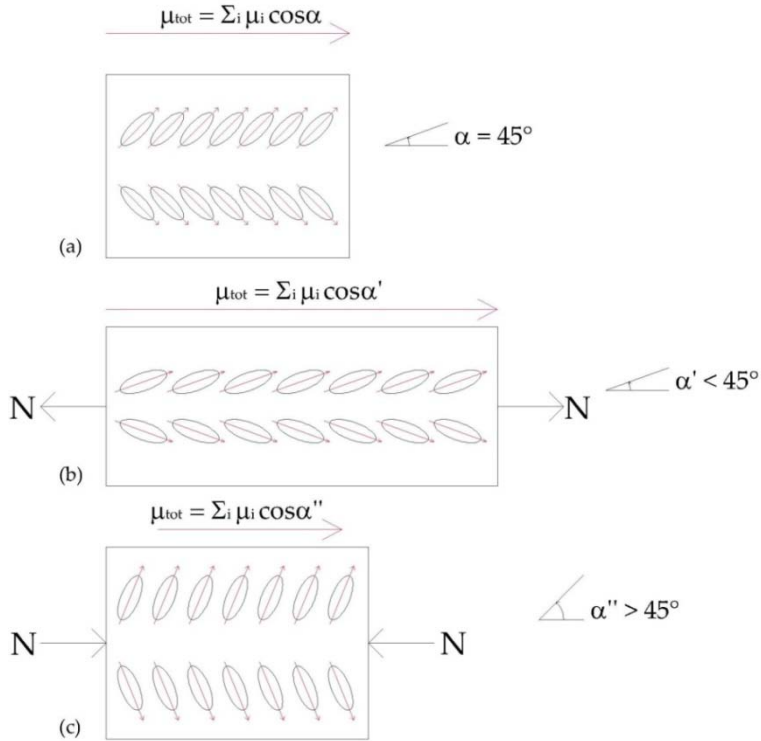 μtot = Σi μi cosα
α = 45°
(a)
μtot = Σi μi cosα'
α' < 45°
N N
(b)
μtot = Σi μi cosα"
α" > 45°
N N
(c)